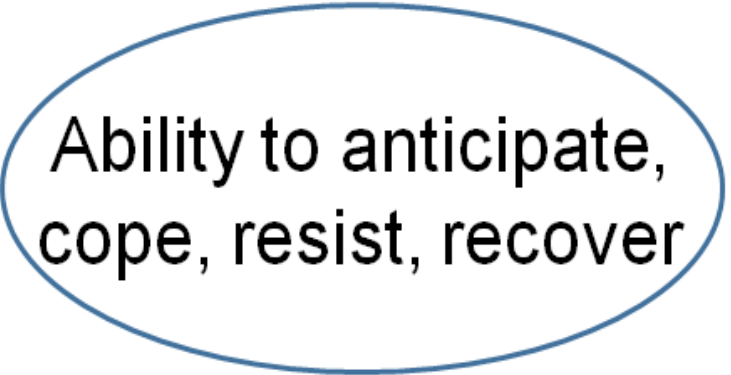 Ability to anticipate,
cope, resist, recover